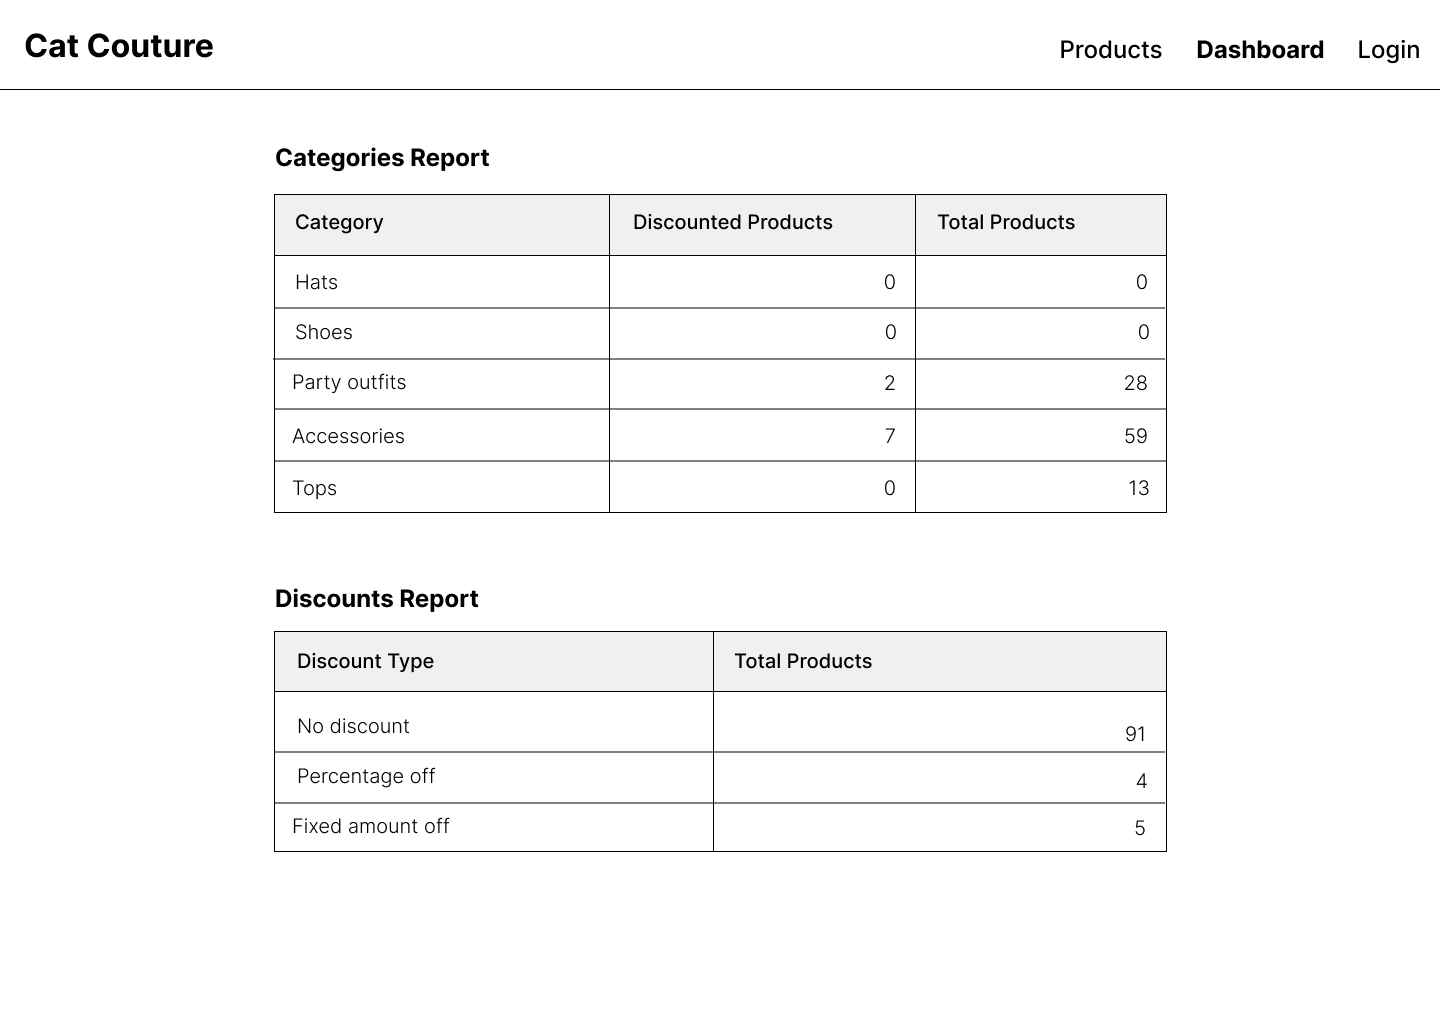 Cat Couture
Products Dashboard Login
Categories Report
Category Discounted Products Total Products
Hats 0 0
Shoes 0 0
Party outfits 2 28
Accessories 7 59
Tops 0 13
Discounts Report
Discount Type Total Products
No discount 91
Percentage off 4
Fixed amount off 5